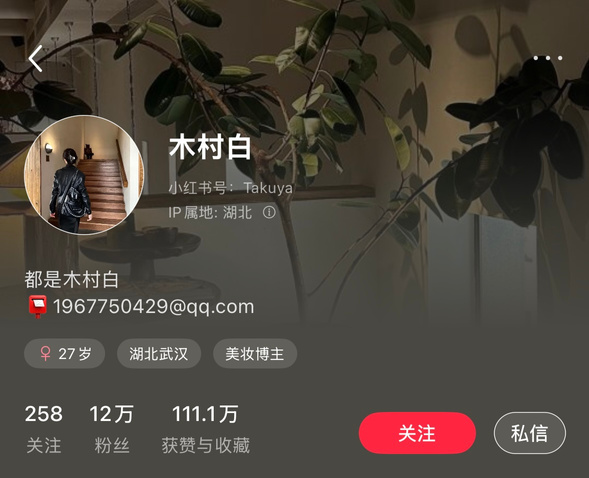 木村白
小红书号：Takuya
IP属地: 湖北
都是木村白
1967750429@qq.com
27岁 湖北武汉 美妆博主
258 12万 111.1万
关注 粉丝 获赞与收藏
关注 私信